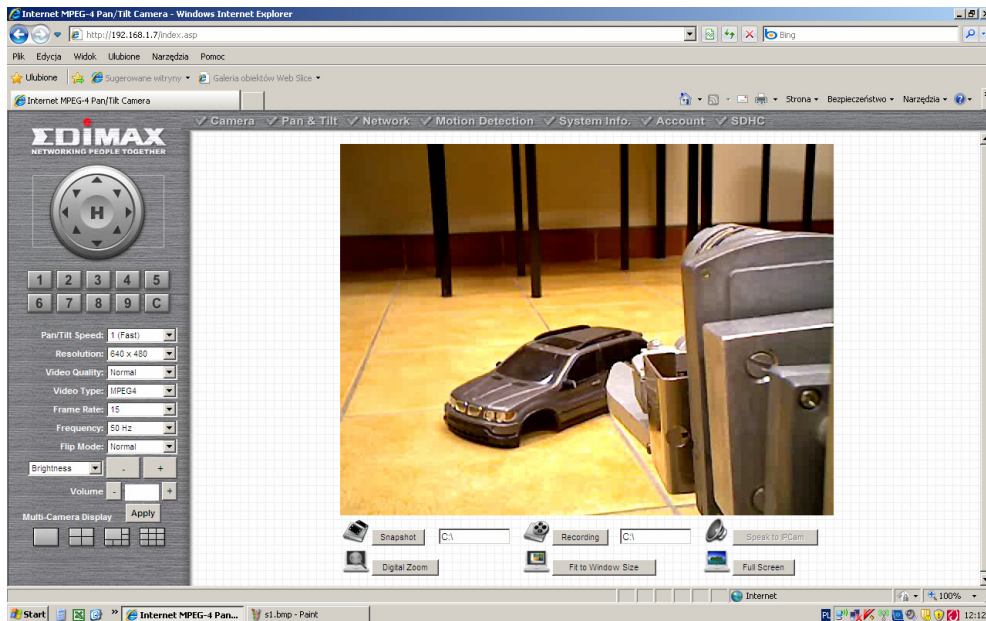 Internet MPEG-4 Pan/Tilt Camera - Windows Internet Explorer
http://192.168.1.7/index.asp
Bing
Plik Edycja Widok Ulubione Narzędzia Pomoc
Ulubione Sugerowane witryny Galeria obiektów Web Slice
Internet MPEG-4 Pan/Tilt Camera
Strona Bezpieczeństwo Narzędzia
Camera Pan & Tilt Network Motion Detection System Info. Account SDHC
EDIMAX
NETWORKING PEOPLE TOGETHER
H
1 2 3 4 5
6 7 8 9 C
Pan/Tilt Speed: 1 (Fast)
Resolution: 640 x 480
Video Quality: Normal
Video Type: MPEG4
Frame Rate: 15
Frequency: 50 Hz
Flip Mode: Normal
Brightness - +
Volume - +
Multi-Camera Display Apply
Snapshot C:\ Recording C:\ Speak to IPCam
Digital Zoom Fit to Window Size Full Screen
Internet 100%
Start » Internet MPEG-4 Pan... s1.bmp - Paint PL 12:12